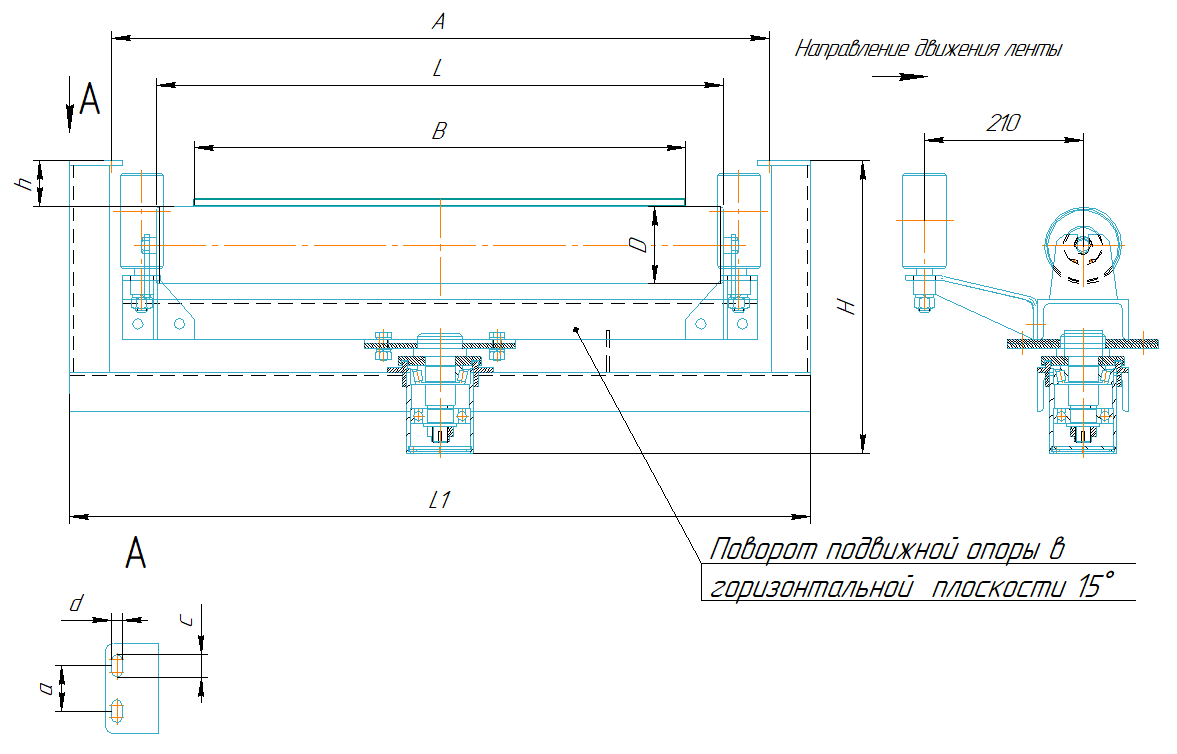 A
Направление движения ленты
L
A
210
B
h
D
H
L1
A
Поворот подвижной опоры в
горизонтальной плоскости 15°
d
c
a